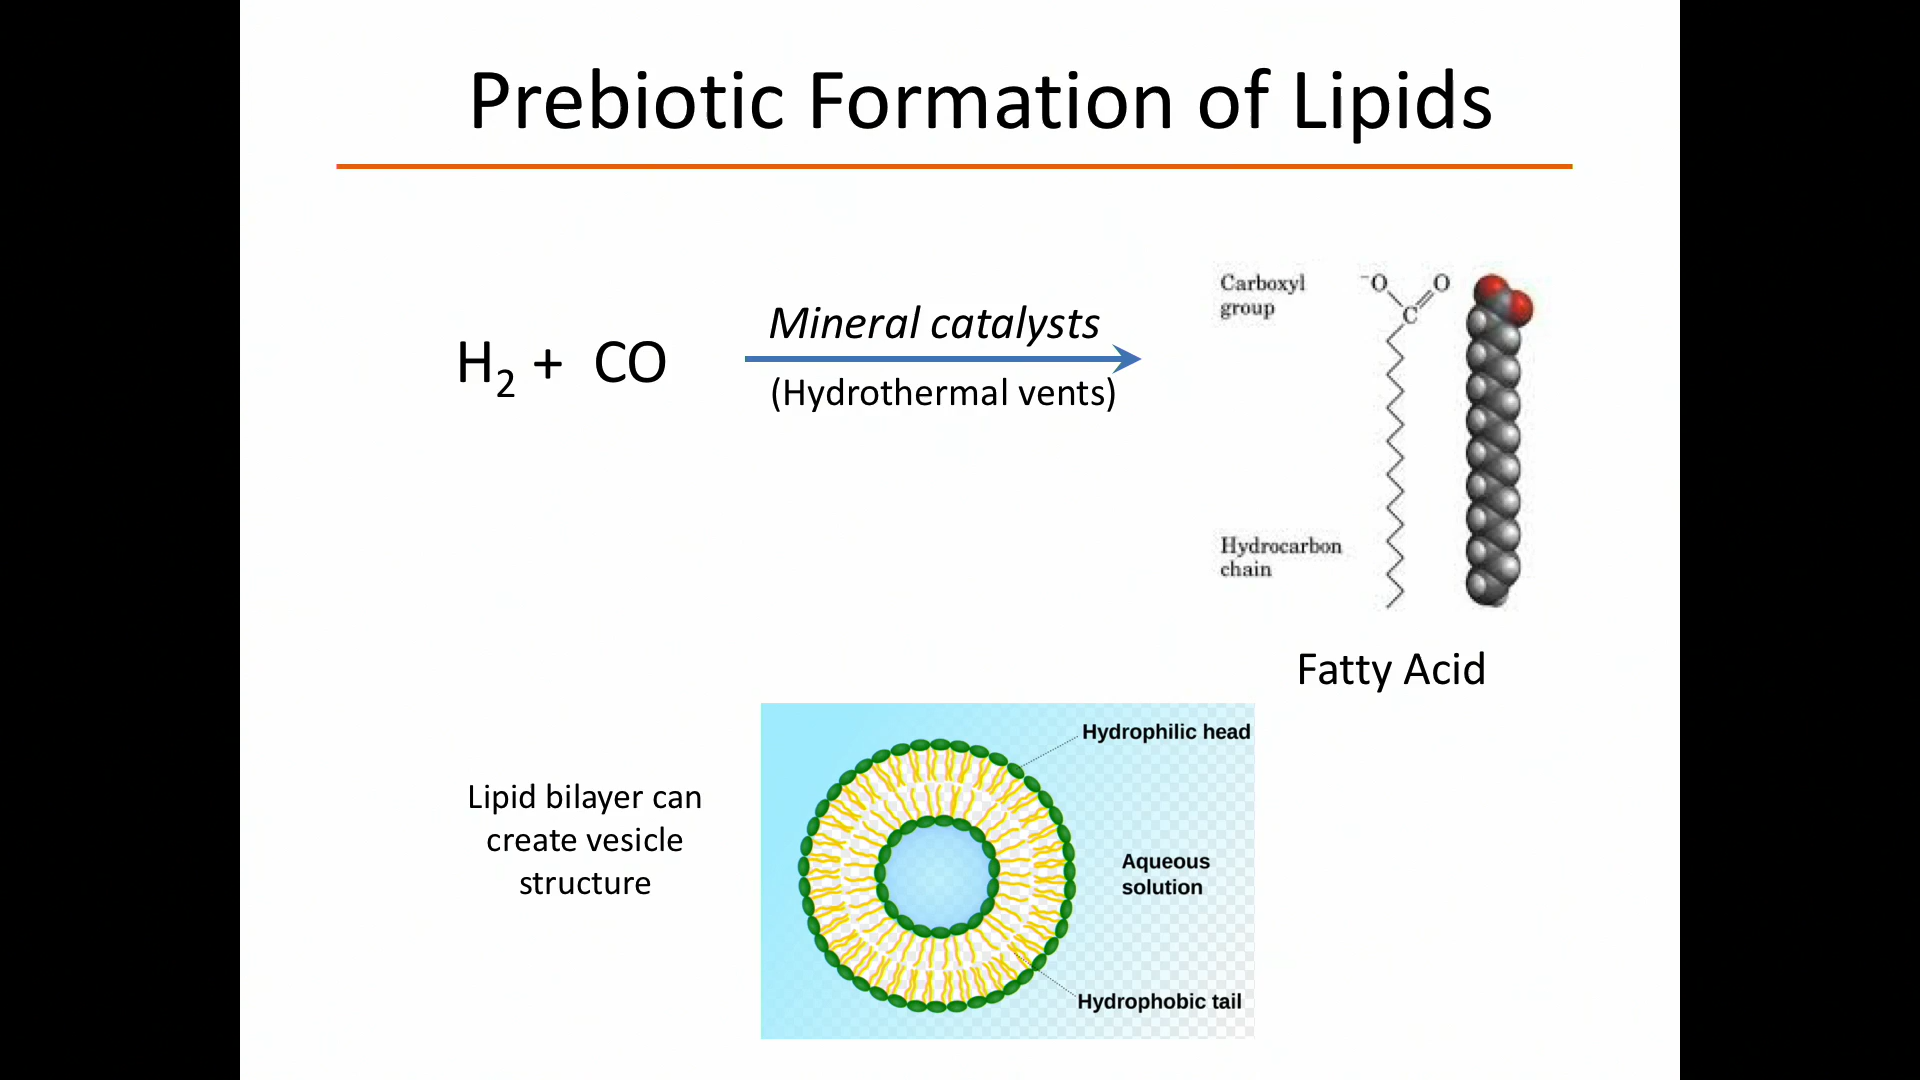 Prebiotic Formation of Lipids
H₂ + CO
Mineral catalysts
(Hydrothermal vents)
Carboxyl
group
⁻O
O
C
Hydrocarbon
chain
Fatty Acid
Lipid bilayer can
create vesicle
structure
Hydrophilic head
Aqueous
solution
Hydrophobic tail